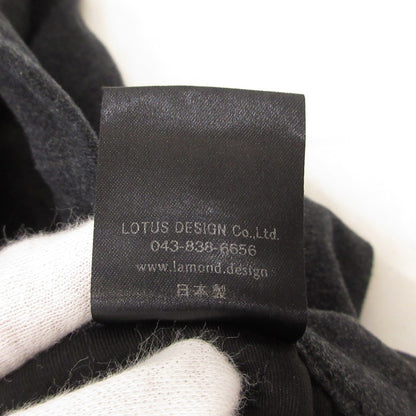 LOTUS DESIGN Co.,Ltd.
043-838-6656
www.lamond.design
日本製